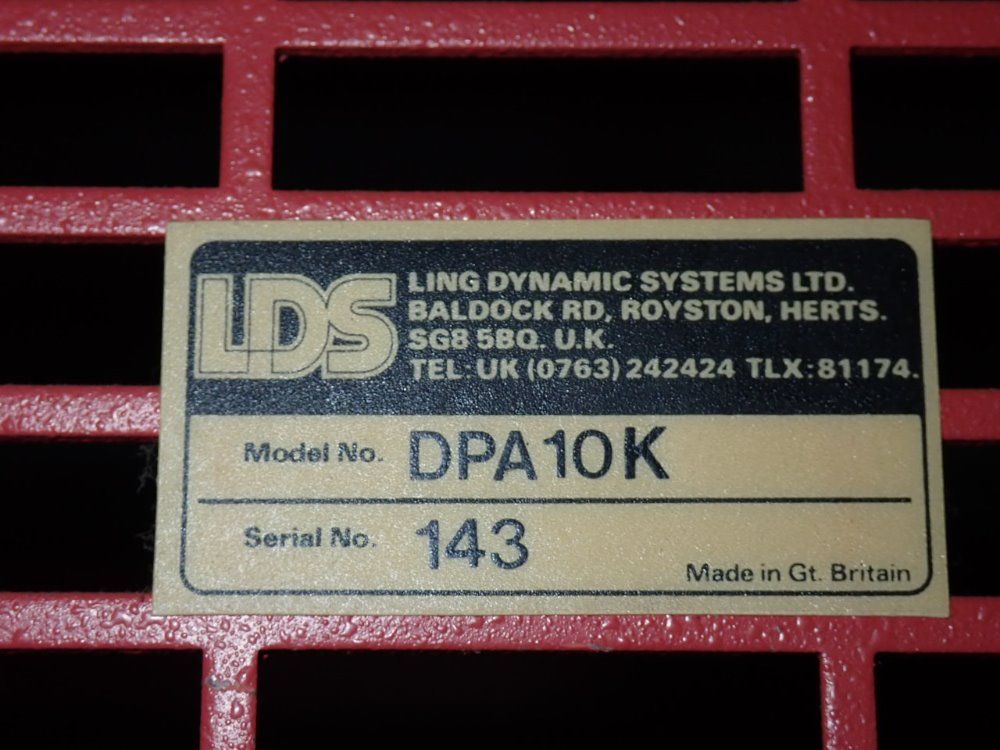 LDS
LING DYNAMIC SYSTEMS LTD.
BALDOCK RD, ROYSTON, HERTS.
SG8 5BQ. U.K.
TEL: UK (0763) 242424 TLX: 81174.
Model No. DPA10K
Serial No. 143
Made in Gt. Britain